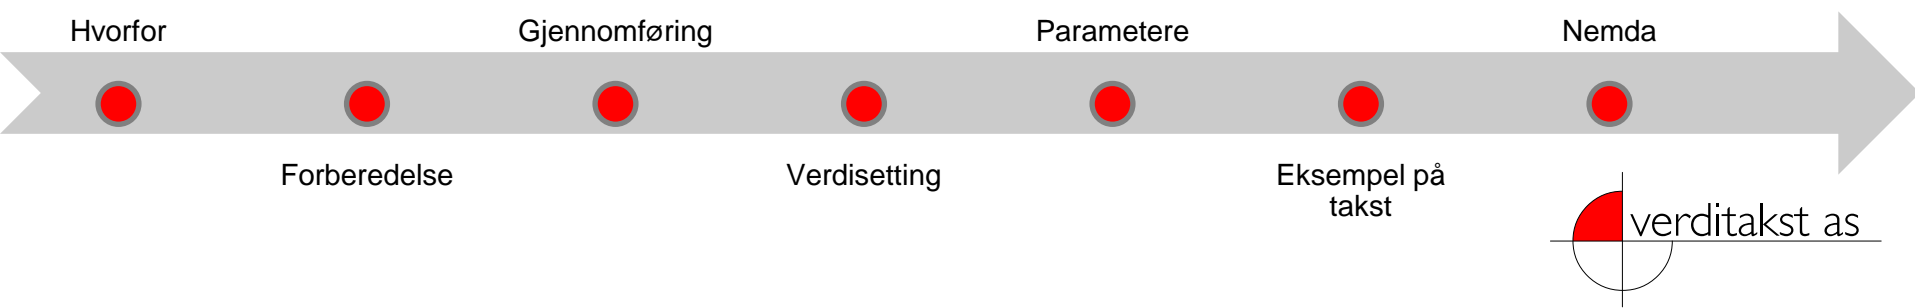 Hvorfor
Gjennomføring
Parametere
Nemda
Forberedelse
Verdisetting
Eksempel på
takst
verditakst as